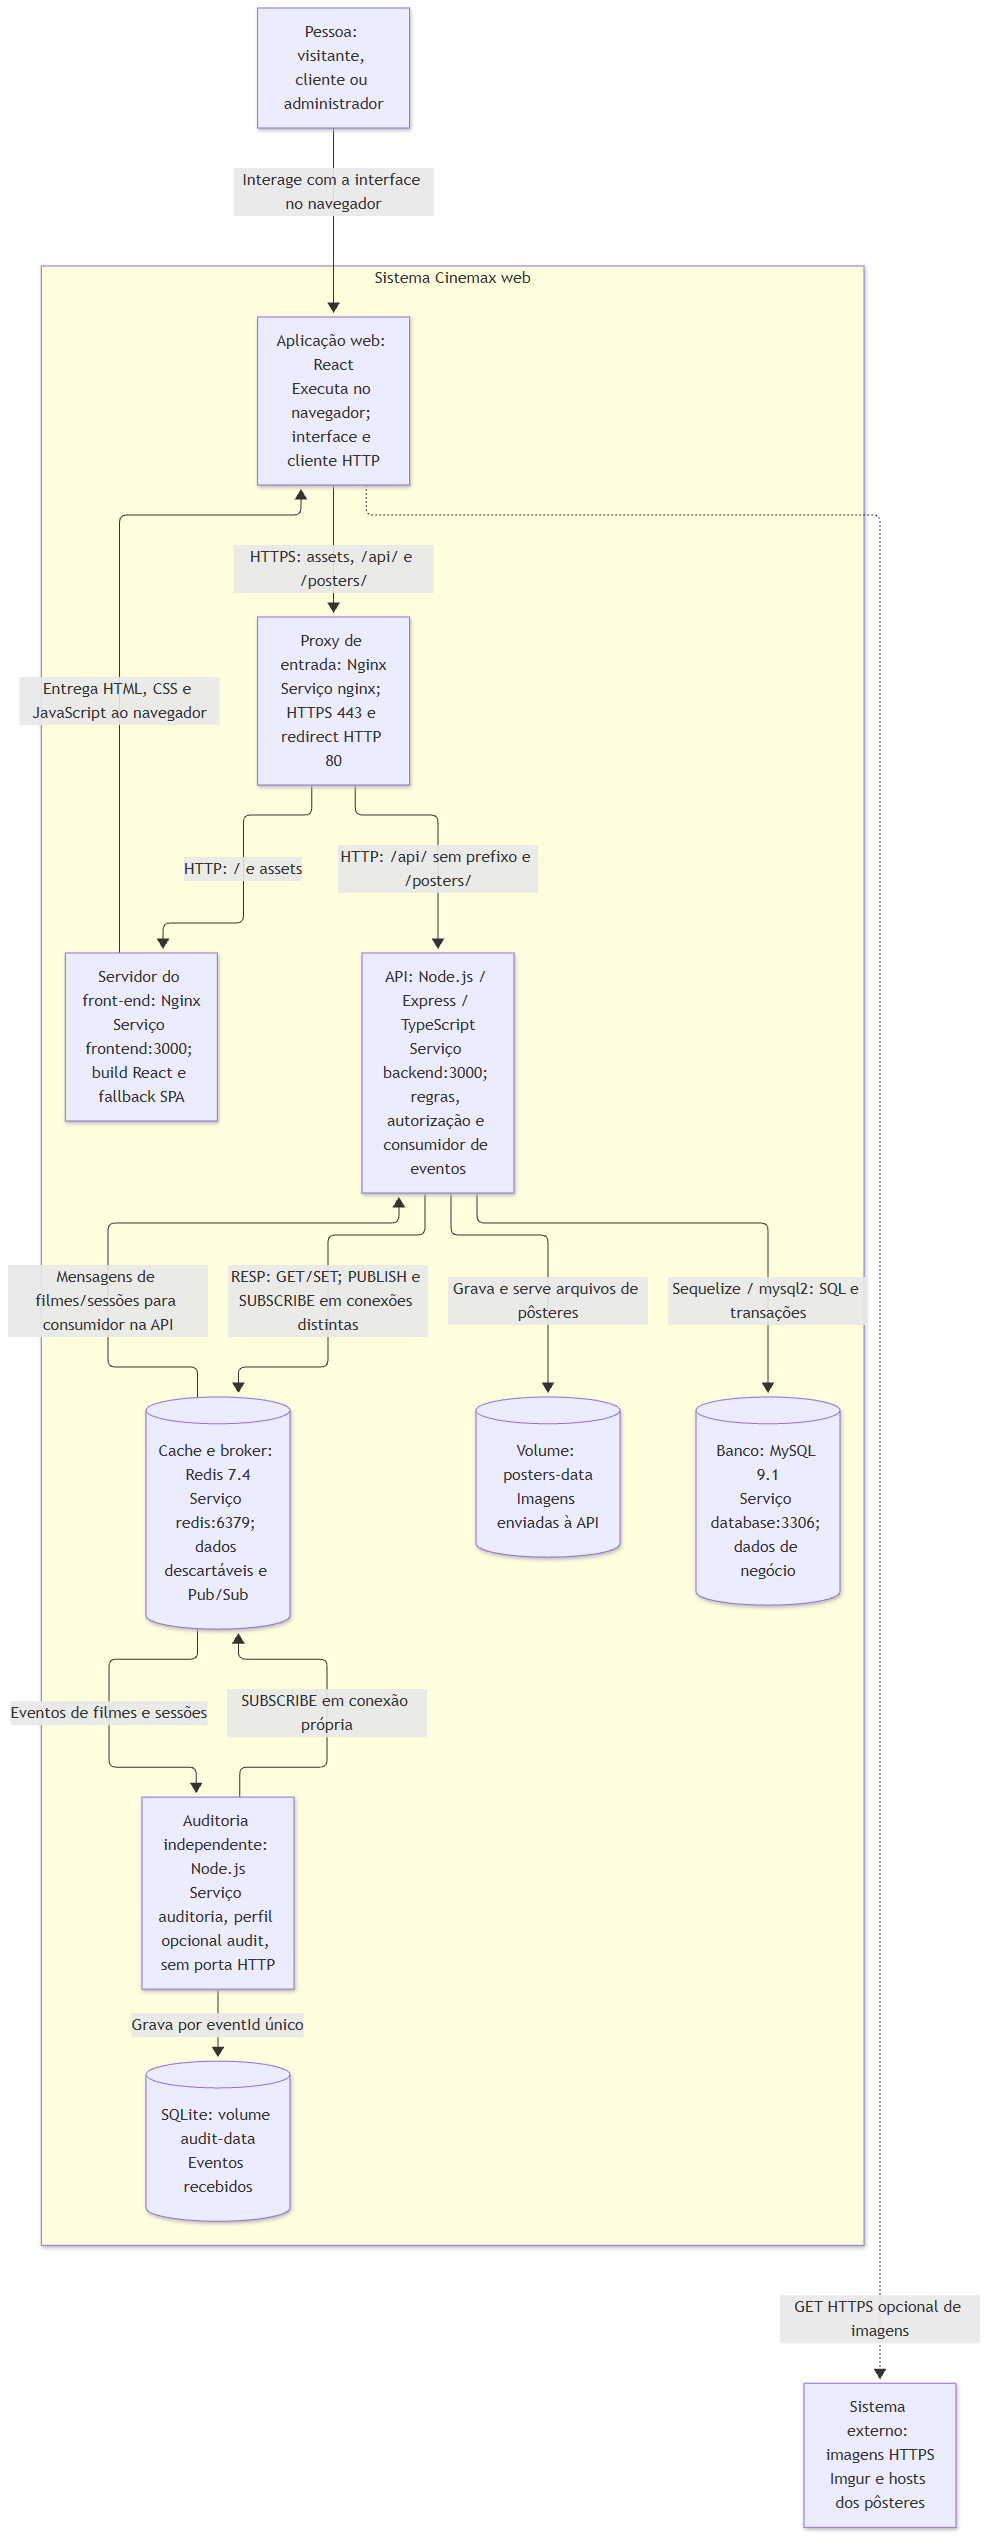 Pessoa:
visitante,
cliente ou
administrador
Interage com a interface
no navegador
Sistema Cinemax web
Aplicação web:
React
Executa no
navegador;
interface e
cliente HTTP
HTTPS: assets, /api/ e
/posters/
Proxy de
entrada: Nginx
Serviço nginx;
HTTPS 443 e
redirect HTTP
80
Entrega HTML, CSS e
JavaScript ao navegador
HTTP: / e assets
HTTP: /api/ sem prefixo e
/posters/
Servidor do
front-end: Nginx
Serviço
frontend:3000;
build React e
fallback SPA
API: Node.js /
Express /
TypeScript
Serviço
backend:3000;
regras,
autorização e
consumidor de
eventos
Mensagens de
filmes/sessões para
consumidor na API
RESP: GET/SET; PUBLISH e
SUBSCRIBE em conexões
distintas
Grava e serve arquivos de
pôsteres
Sequelize / mysql2: SQL e
transações
Cache e broker:
Redis 7.4
Serviço
redis:6379;
dados
descartáveis e
Pub/Sub
Volume:
posters-data
Imagens
enviadas à API
Banco: MySQL
9.1
Serviço
database:3306;
dados de
negócio
Eventos de filmes e sessões
SUBSCRIBE em conexão
própria
Auditoria
independente:
Node.js
Serviço
auditoria, perfil
opcional audit,
sem porta HTTP
Grava por eventId único
SQLite: volume
audit-data
Eventos
recebidos
GET HTTPS opcional de
imagens
Sistema
externo:
imagens HTTPS
Imgur e hosts
dos pôsteres